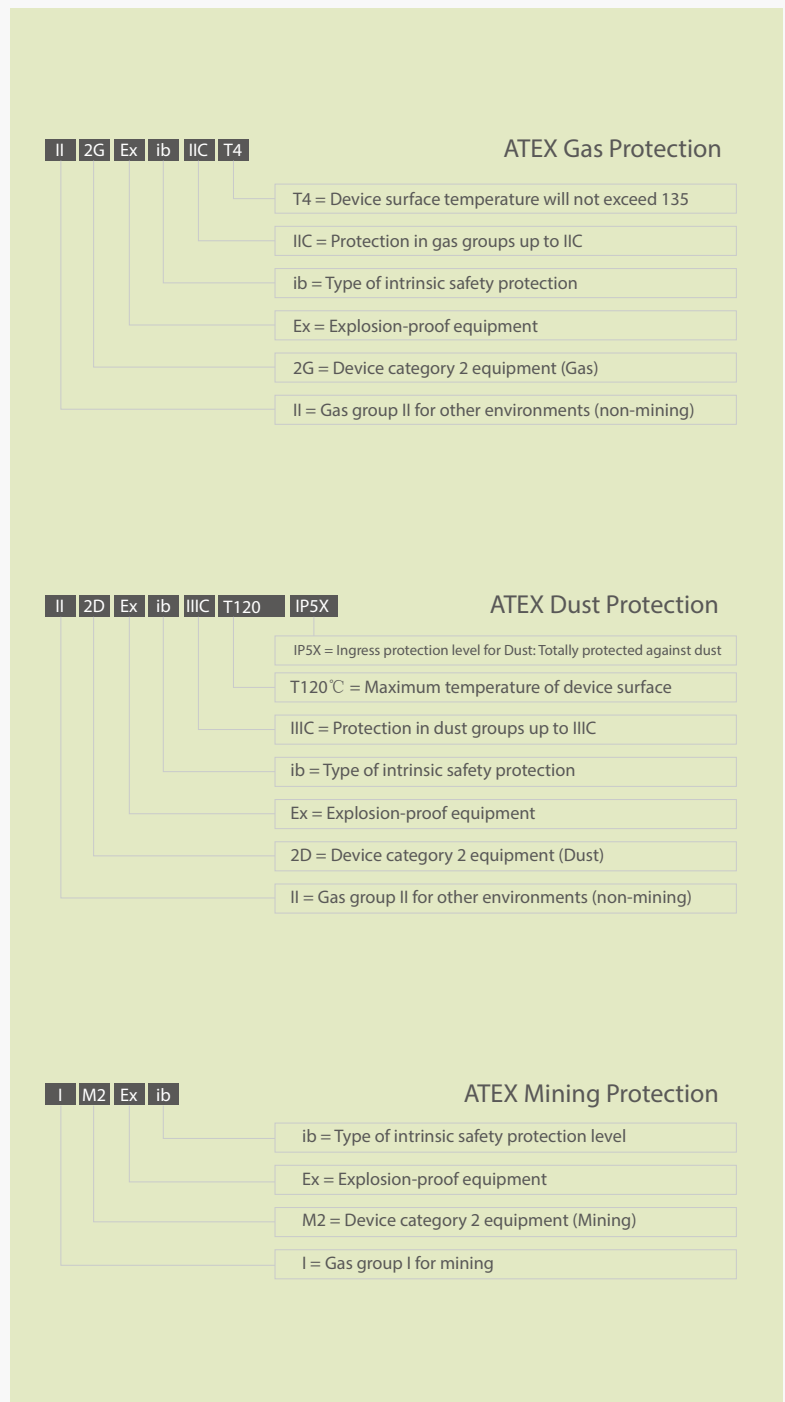 II 2G Ex ib IIC T4
ATEX Gas Protection
T4 = Device surface temperature will not exceed 135
IIC = Protection in gas groups up to IIC
ib = Type of intrinsic safety protection
Ex = Explosion-proof equipment
2G = Device category 2 equipment (Gas)
II = Gas group II for other environments (non-mining)
II 2D Ex ib IIIC T120 IP5X
ATEX Dust Protection
IP5X = Ingress protection level for Dust: Totally protected against dust
T120℃ = Maximum temperature of device surface
IIIC = Protection in dust groups up to IIIC
ib = Type of intrinsic safety protection
Ex = Explosion-proof equipment
2D = Device category 2 equipment (Dust)
II = Gas group II for other environments (non-mining)
I M2 Ex ib
ATEX Mining Protection
ib = Type of intrinsic safety protection level
Ex = Explosion-proof equipment
M2 = Device category 2 equipment (Mining)
I = Gas group I for mining